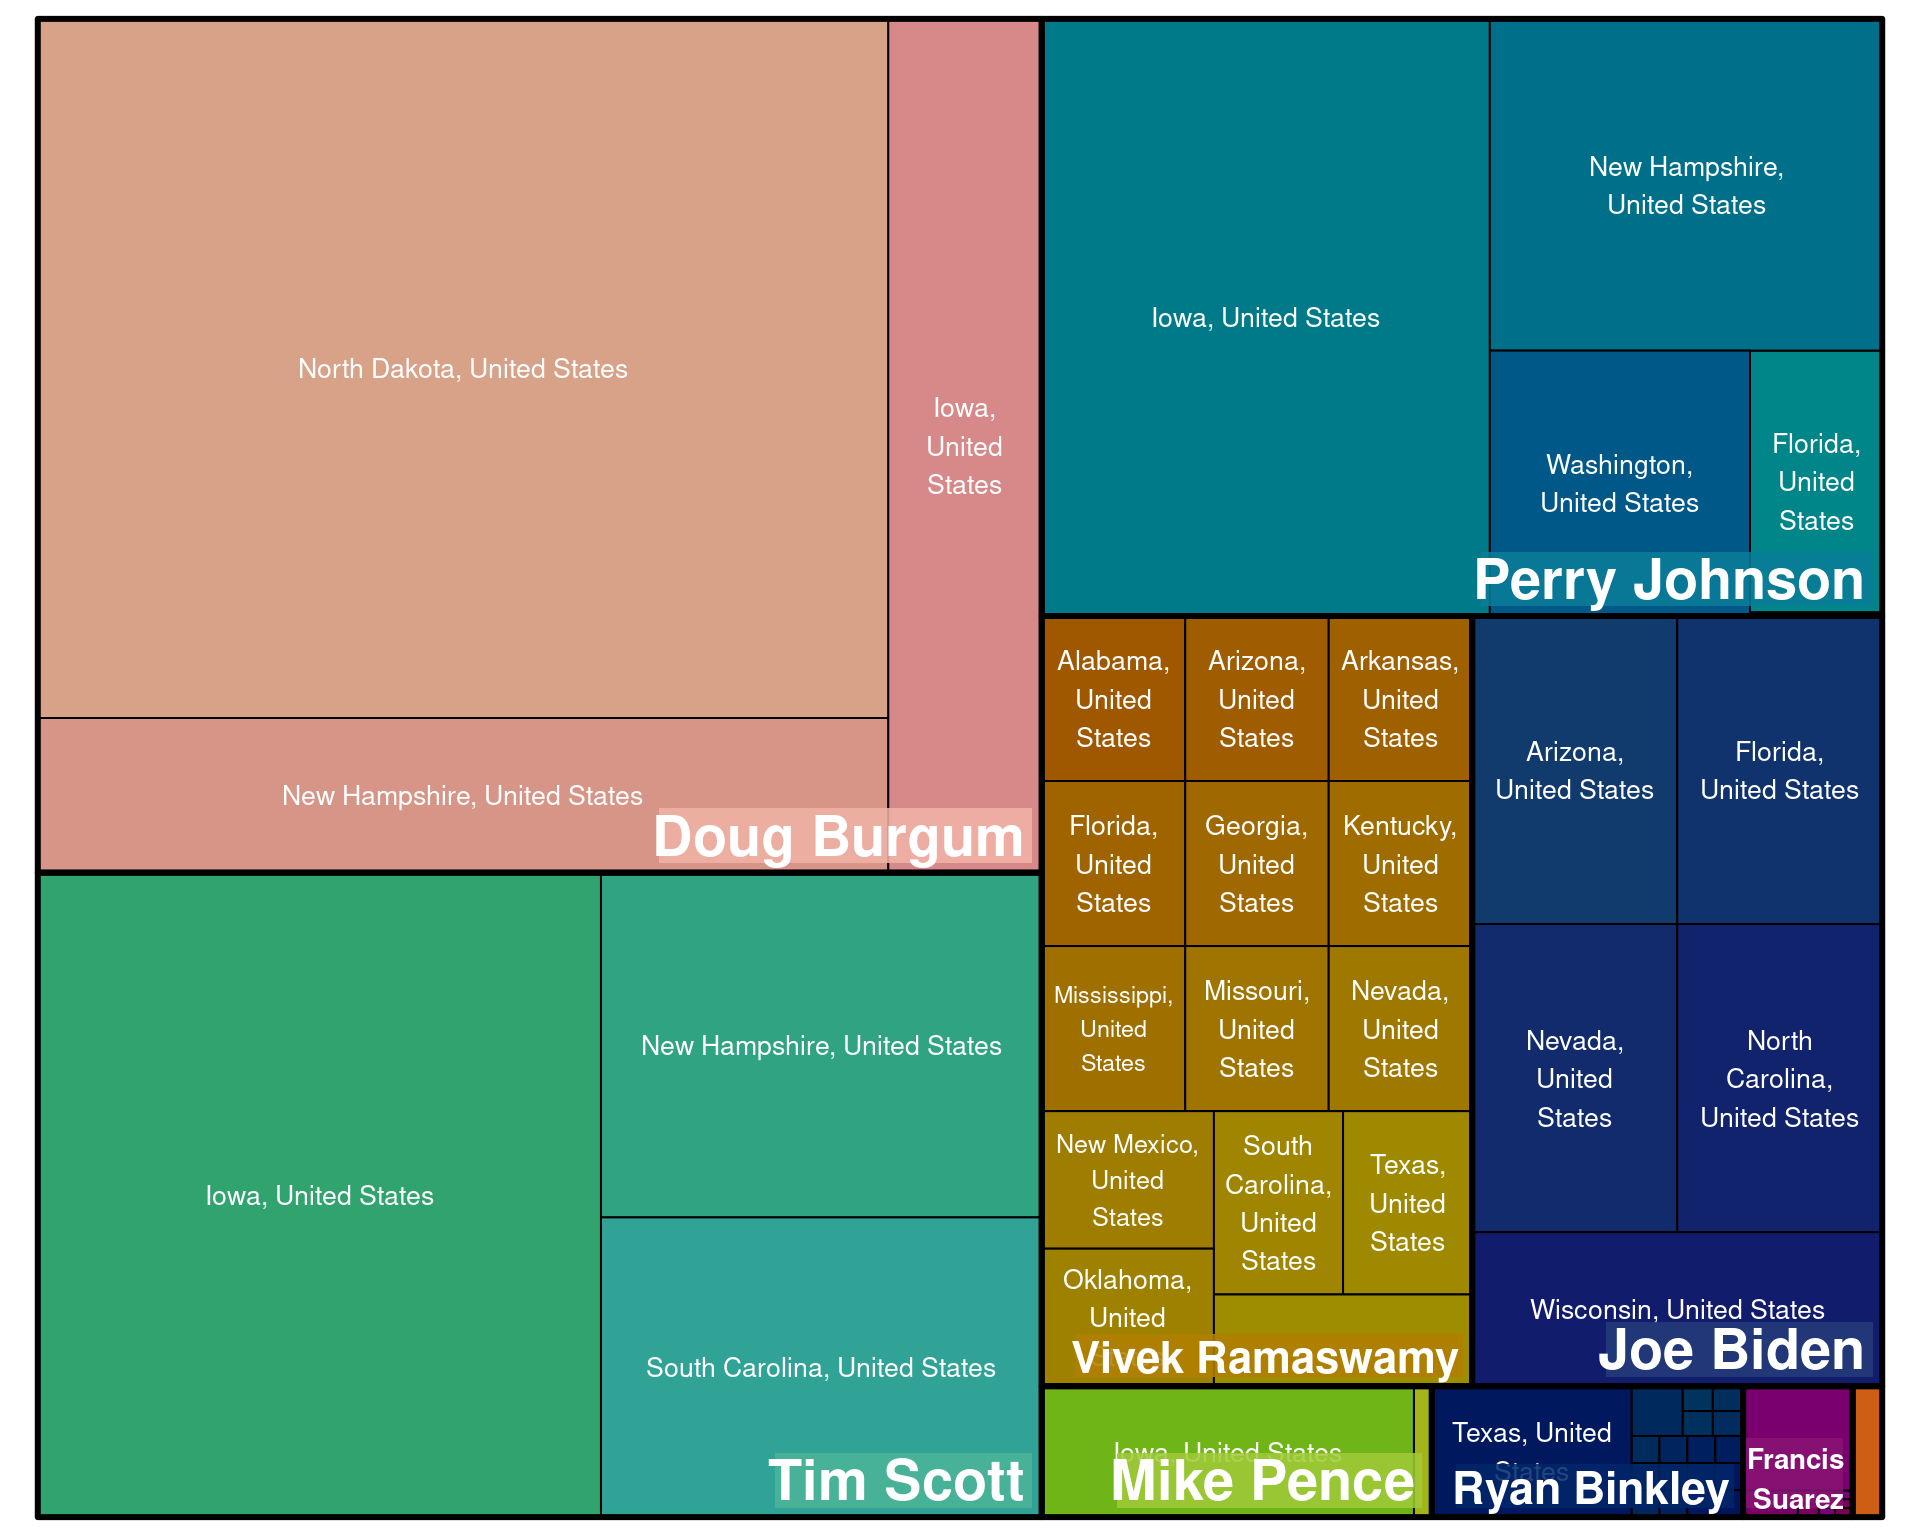 North Dakota, United States
Iowa,
United
States
New Hampshire, United States
Doug Burgum
Iowa, United States
New Hampshire, United States
South Carolina, United States
Tim Scott
Iowa, United States
New Hampshire,
United States
Washington,
United States
Florida,
United
States
Perry Johnson
Alabama,
United
States
Arizona,
United
States
Arkansas,
United
States
Florida,
United
States
Georgia,
United
States
Kentucky,
United
States
Mississippi,
United
States
Missouri,
United
States
Nevada,
United
States
New Mexico,
United
States
Oklahoma,
United
South
Carolina,
United
States
Texas,
United
States
Vivek Ramaswamy
Arizona,
United States
Florida,
United States
Nevada,
United
States
North
Carolina,
United States
Wisconsin, United States
Joe Biden
Iowa, United States
Mike Pence
Texas, United
States
Ryan Binkley
Francis
Suarez